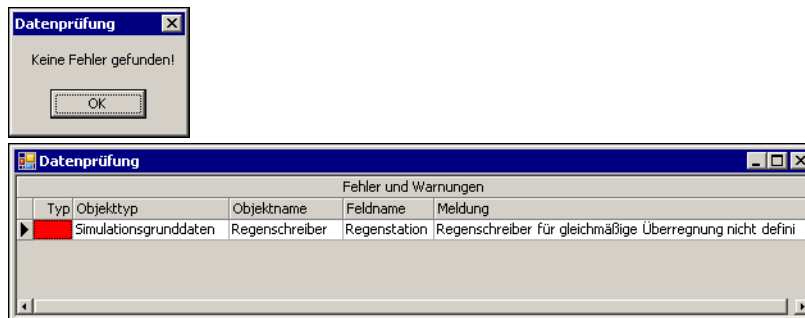 Datenprüfung
Keine Fehler gefunden!
OK
Datenprüfung
Fehler und Warnungen
Typ Objekttyp Objektname Feldname Meldung
Simulationsgrunddaten Regenschreiber Regenstation Regenschreiber für gleichmäßige Überregnung nicht defini